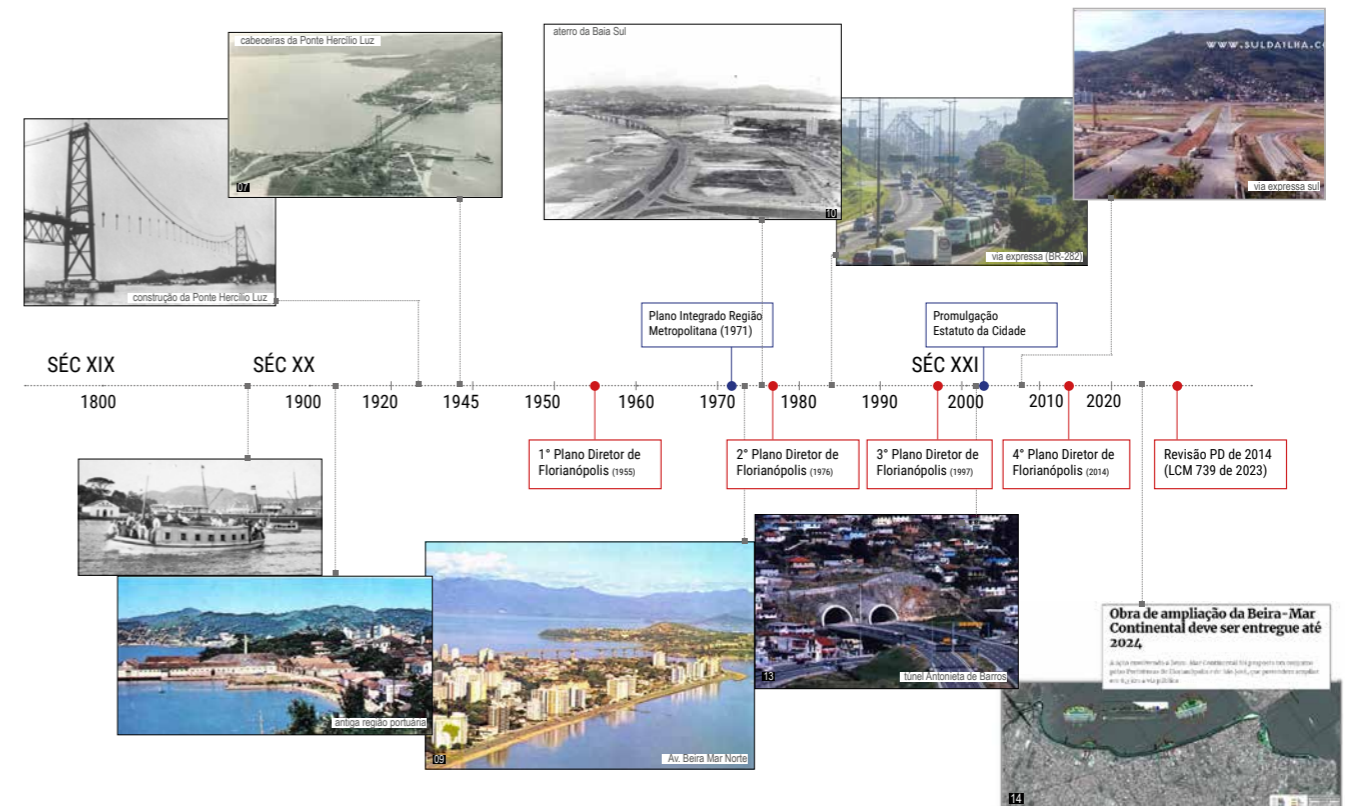 cabeceiras da Ponte Hercílio Luz
07
construção da Ponte Hercílio Luz
aterro da Baia Sul
10
via expressa (BR-282)
WWW.SULDAILHA.C
via expressa sul
Plano Integrado Região
Metropolitana (1971)
Promulgação
Estatuto da Cidade
SÉC XIX
SÉC XX
SÉC XXI
1800
1900
1920
1945
1950
1960
1970
1980
1990
2000
2010
2020
1° Plano Diretor de
Florianópolis (1955)
2° Plano Diretor de
Florianópolis (1976)
3° Plano Diretor de
Florianópolis (1997)
4° Plano Diretor de
Florianópolis (2014)
Revisão PD de 2014
(LCM 739 de 2023)
antiga região portuária
09
Av. Beira Mar Norte
13
túnel Antonieta de Barros
Obra de ampliação da Beira-Mar
Continental deve ser entregue até
2024
14